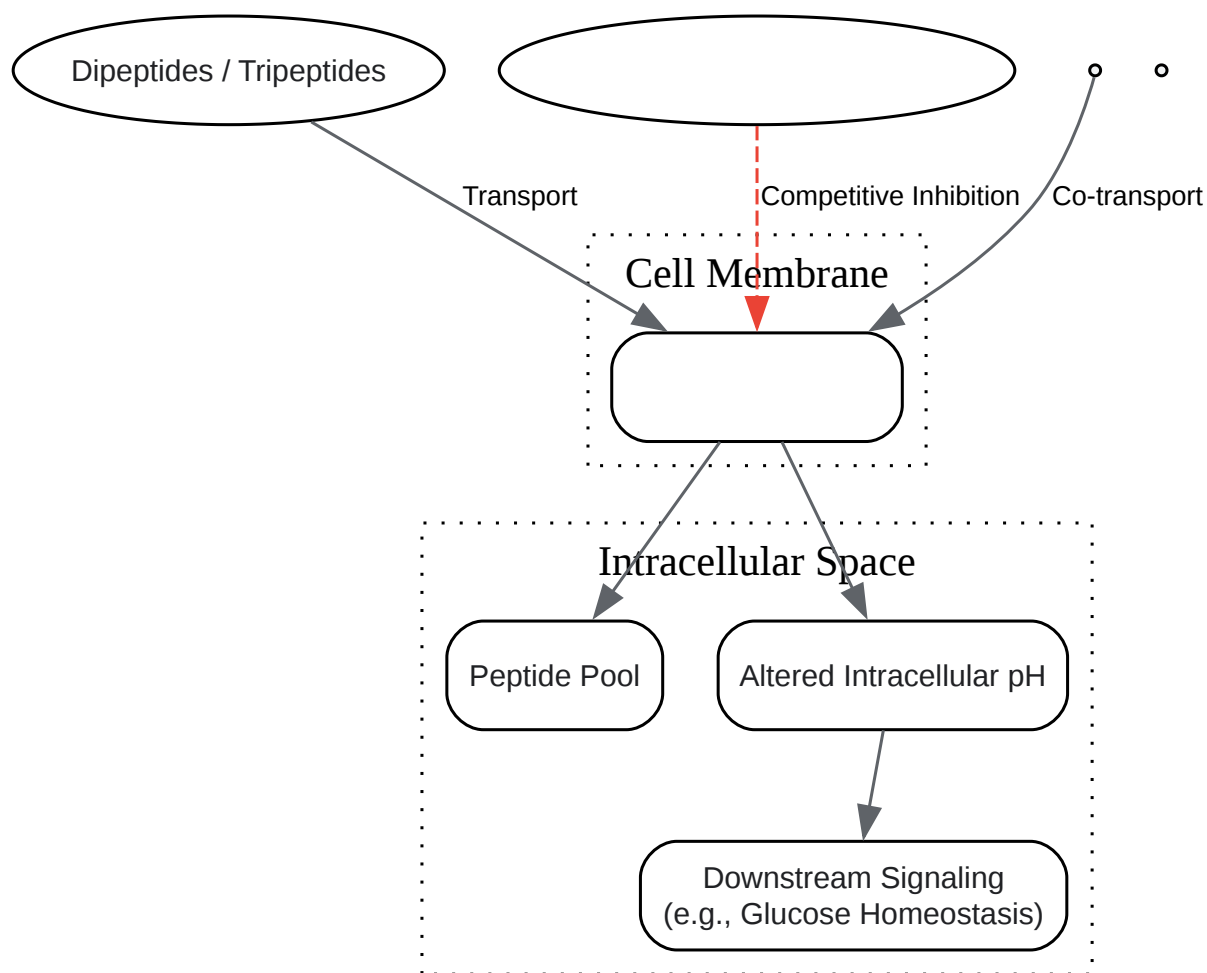 Dipeptides / Tripeptides
Transport
Competitive Inhibition
Co-transport
Cell Membrane
Intracellular Space
Peptide Pool
Altered Intracellular pH
Downstream Signaling
(e.g., Glucose Homeostasis)